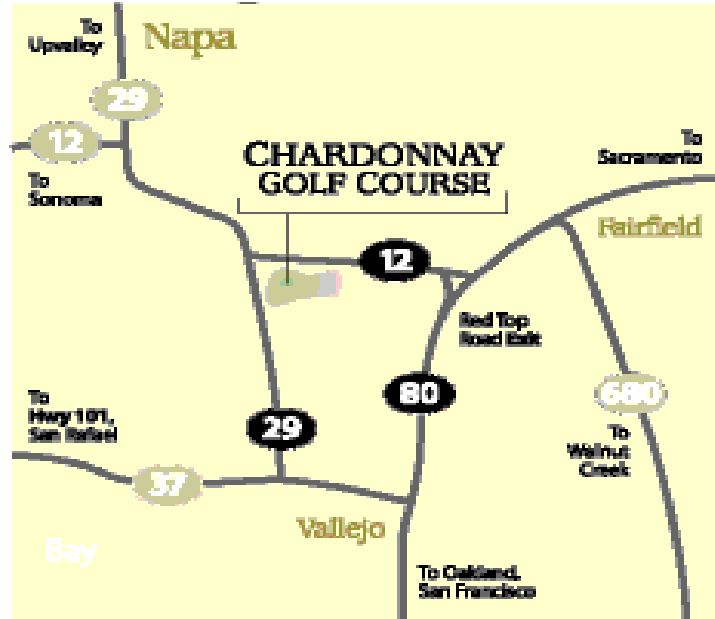 To
Upvalley
Napa
29
12
To
Sonoma
CHARDONNAY
GOLF COURSE
To
Sacramento
Fairfield
12
Red Top
Road Exit
80
680
To
Hwy 101,
San Rafael
29
To
Walnut
Creek
37
Vallejo
Bay
To Oakland,
San Francisco